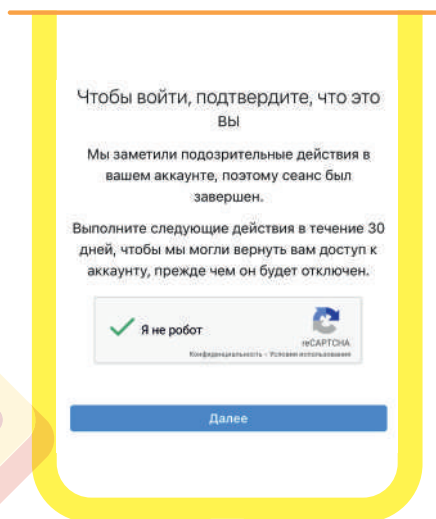 Чтобы войти, подтвердите, что это
вы
Мы заметили подозрительные действия в
вашем аккаунте, поэтому сеанс был
завершен.
Выполните следующие действия в течение 30
дней, чтобы мы могли вернуть вам доступ к
аккаунту, прежде чем он будет отключен.
Я не робот
reCAPTCHA
Конфиденциальность - Условия использования
Далее